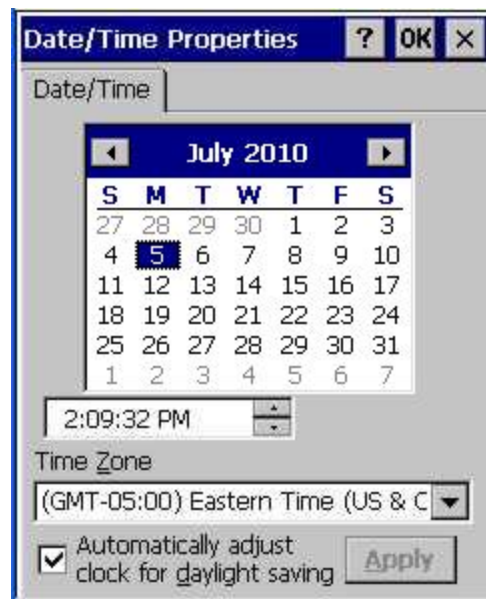 Date/Time Properties ? OK ×
Date/Time
July 2010
S M T W T F S
27 28 29 30 1 2 3
4 5 6 7 8 9 10
11 12 13 14 15 16 17
18 19 20 21 22 23 24
25 26 27 28 29 30 31
1 2 3 4 5 6 7
2:09:32 PM
Time Zone
(GMT-05:00) Eastern Time (US & C
Automatically adjust
clock for daylight saving
Apply